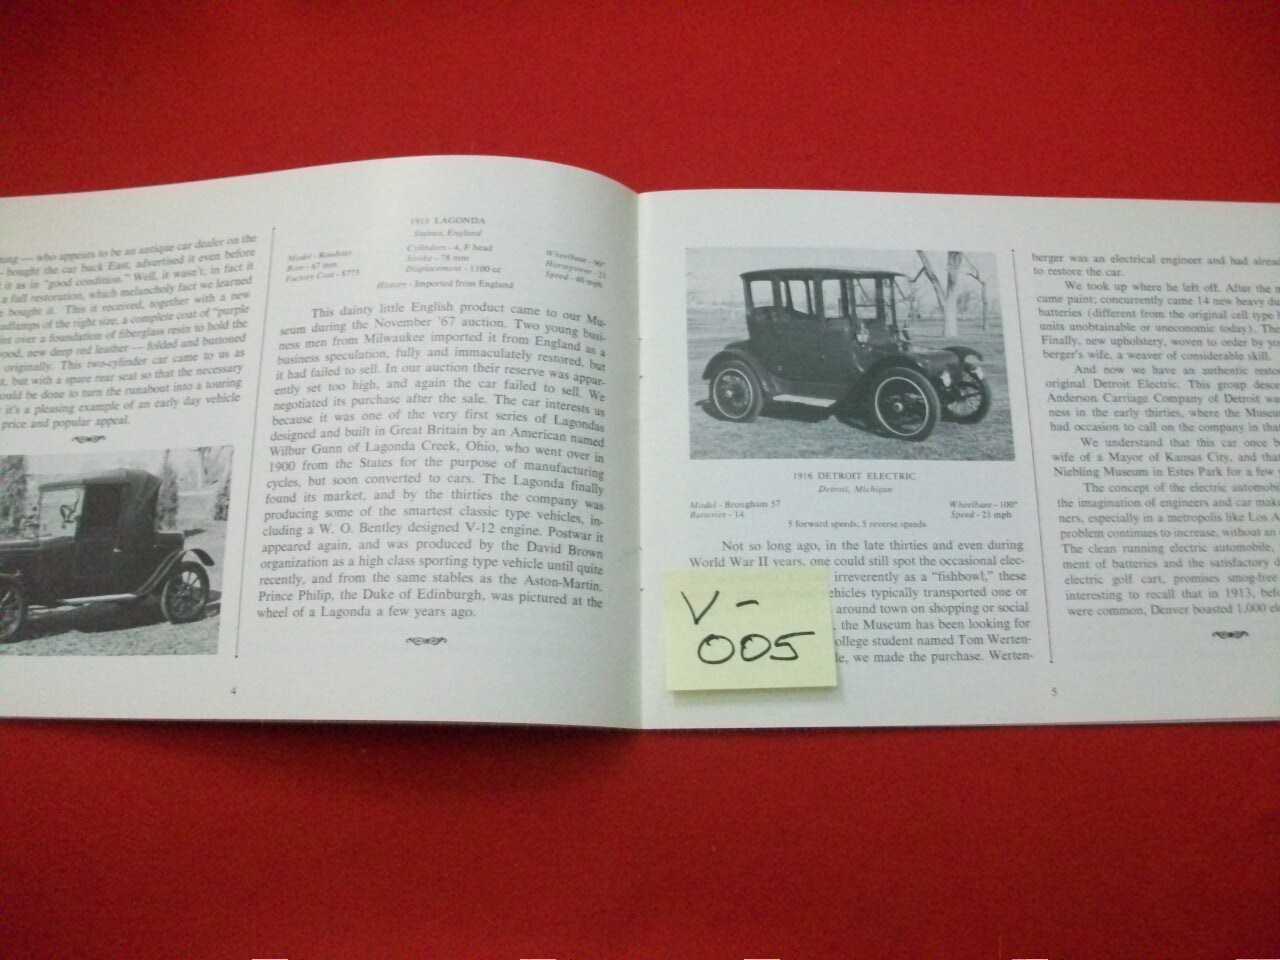 ning — who appears to be an antique car dealer on the
- bought the car back East, advertised it even before
it as in "good condition." Well, it wasn't; in fact it
a full restoration, which melancholy fact we learned
bought it. This it received, together with a new
adlamps of the right size, a complete coat of "purple
int over a foundation of fiberglass resin to hold the
ood, new deep red leather — folded and buttoned
originally. This two-cylinder car came to us as
t, but with a spare rear seat so that the necessary
ould be done to turn the runabout into a touring
it's a pleasing example of an early day vehicle
price and popular appeal.
4
1913 LAGONDA
Staines, England
Model - Roadster
Bore - 67 mm
Factory Cost - $775
Cylinders - 4, F head
Stroke - 78 mm
Displacement - 1100 cc
Wheelbase - 90"
Horsepower - 23
Speed - 40 mph
History - Imported from England
This dainty little English product came to our Mu-
seum during the November '67 auction. Two young busi-
ness men from Milwaukee imported it from England as a
business speculation, fully and immaculately restored, but
it had failed to sell. In our auction their reserve was appar-
ently set too high, and again the car failed to sell. We
negotiated its purchase after the sale. The car interests us
because it was one of the very first series of Lagondas
designed and built in Great Britain by an American named
Wilbur Gunn of Lagonda Creek, Ohio, who went over in
1900 from the States for the purpose of manufacturing
cycles, but soon converted to cars. The Lagonda finally
found its market, and by the thirties the company was
producing some of the smartest classic type vehicles, in-
cluding a W. O. Bentley designed V-12 engine. Postwar it
appeared again, and was produced by the David Brown
organization as a high class sporting type vehicle until quite
recently, and from the same stables as the Aston-Martin.
Prince Philip, the Duke of Edinburgh, was pictured at the
wheel of a Lagonda a few years ago.
1916 DETROIT ELECTRIC
Detroit, Michigan
Model - Brougham 57
Batteries - 14
Wheelbase - 100"
Speed - 23 mph
5 forward speeds, 5 reverse speeds
Not so long ago, in the late thirties and even during
World War II years, one could still spot the occasional elec-
irreverently as a "fishbowl," these
ehicles typically transported one or
around town on shopping or social
, the Museum has been looking for
ollege student named Tom Werten-
le, we made the purchase. Werten-
V-
005
berger was an electrical engineer and had alread
to restore the car.
We took up where he left off. After the m
came paint; concurrently came 14 new heavy du
batteries (different from the original cell type
units unobtainable or uneconomic today). The
Finally, new upholstery, woven to order by yo
berger's wife, a weaver of considerable skill.
And now we have an authentic resto
original Detroit Electric. This group desce
Anderson Carriage Company of Detroit wa
ness in the early thirties, where the Museu
had occasion to call on the company in that
We understand that this car once b
wife of a Mayor of Kansas City, and that
Niebling Museum in Estes Park for a few y
The concept of the electric automobi
the imagination of engineers and car mak
ners, especially in a metropolis like Los A
problem continues to increase, without an
The clean running electric automobile,
ment of batteries and the satisfactory d
electric golf cart, promises smog-free
interesting to recall that in 1913, bef
were common, Denver boasted 1,000 el
5